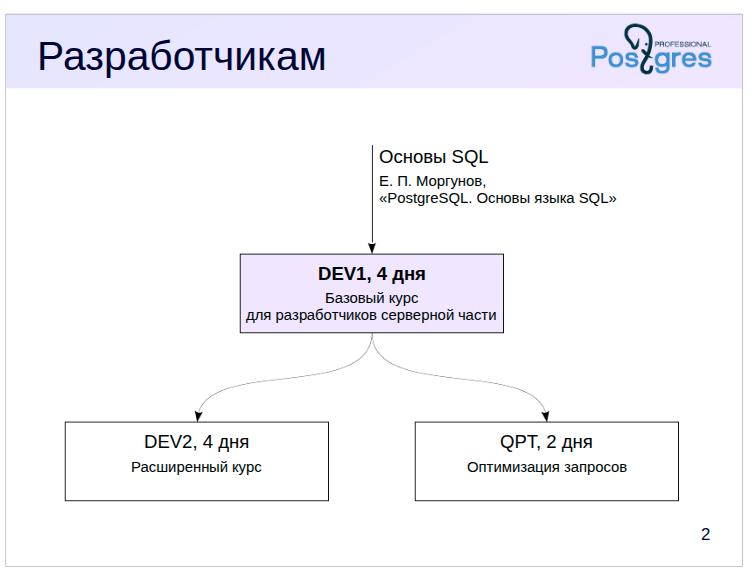 Разработчикам
PROFESSIONAL
Postgres
Основы SQL
Е. П. Моргунов,
«PostgreSQL. Основы языка SQL»
DEV1, 4 дня
Базовый курс
для разработчиков серверной части
DEV2, 4 дня
Расширенный курс
QPT, 2 дня
Оптимизация запросов
2